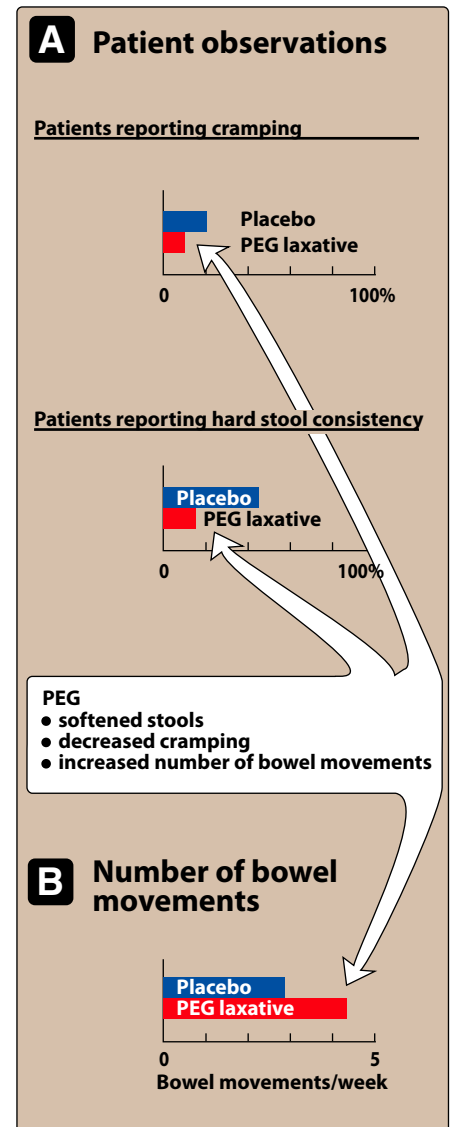 A Patient observations
Patients reporting cramping
Placebo
PEG laxative
0 100%
Patients reporting hard stool consistency
Placebo
PEG laxative
0 100%
PEG
• softened stools
• decreased cramping
• increased number of bowel movements
B Number of bowel
movements
Placebo
PEG laxative
0 5
Bowel movements/week